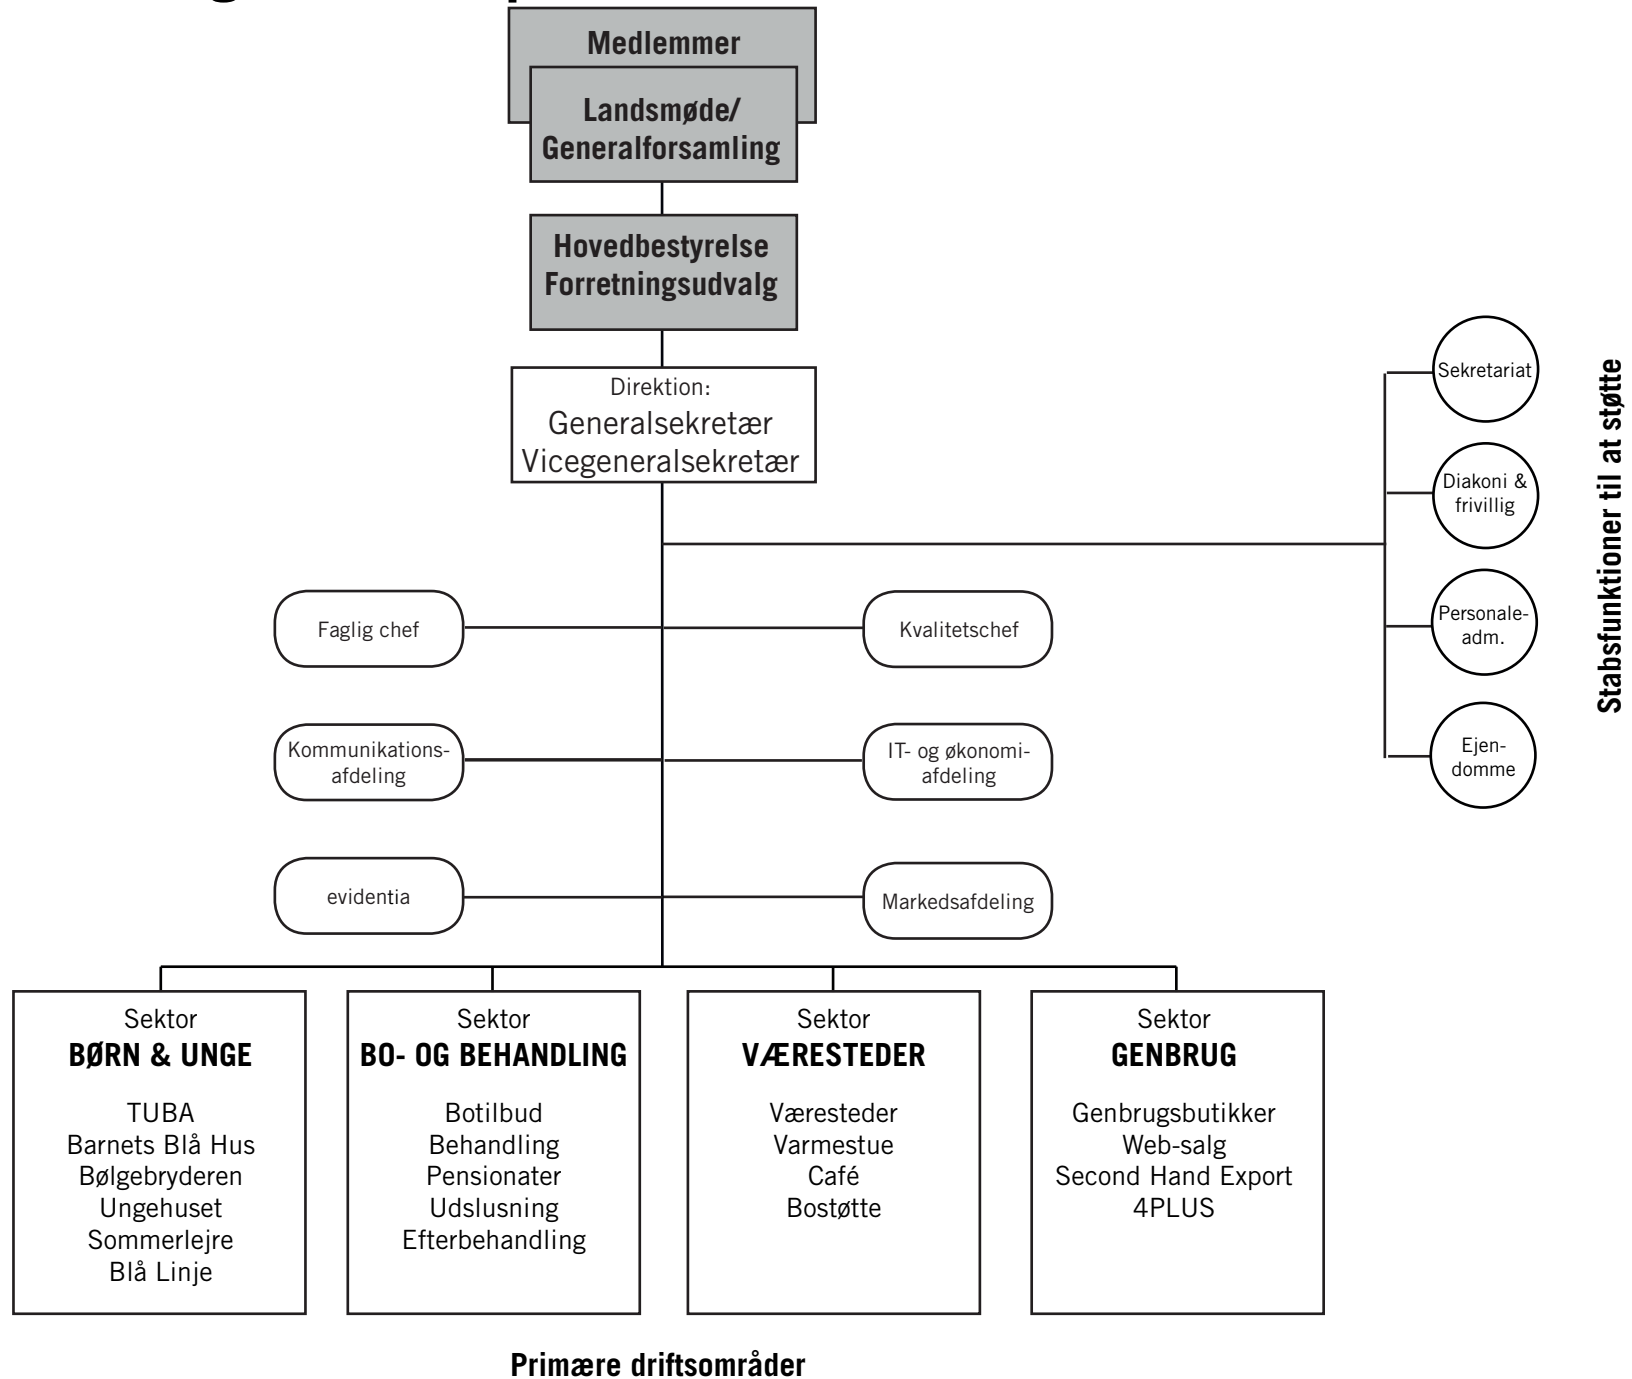 Medlemmer
Landsmøde/
Generalforsamling
Hovedbestyrelse
Forretningsudvalg
Direktion:
Generalsekretær
Vicegeneralsekretær
Sekretariat
Diakoni &
frivillig
Personale-
adm.
Ejen-
domme
Stabsfunktioner til at støtte
Faglig chef
Kvalitetschef
Kommunikations-
afdeling
IT- og økonomi-
afdeling
evidentia
Markedsafdeling
Sektor
BØRN & UNGE
TUBA
Barnets Blå Hus
Bølgebryderen
Ungehuset
Sommerlejre
Blå Linje
Sektor
BO- OG BEHANDLING
Botilbud
Behandling
Pensionater
Udslusning
Efterbehandling
Sektor
VÆRESTEDER
Væresteder
Varmestue
Café
Bostøtte
Sektor
GENBRUG
Genbrugsbutikker
Web-salg
Second Hand Export
4PLUS
Primære driftsområder